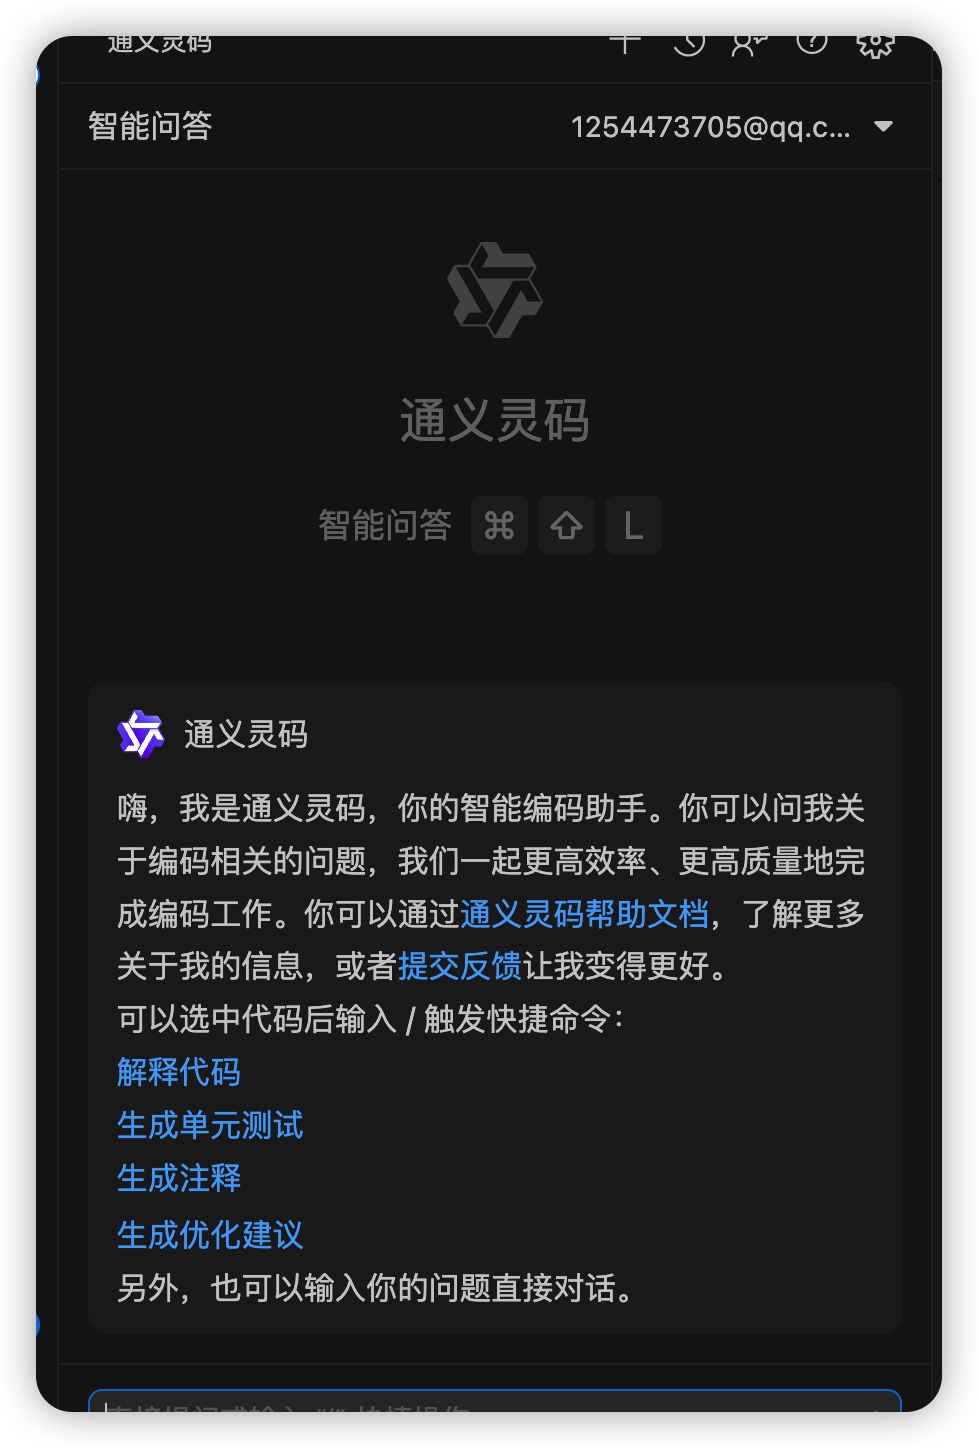 通义灵码
智能问答
1254473705@qq.c...
通义灵码
智能问答 ⌘ ⇧ L
通义灵码
嗨，我是通义灵码，你的智能编码助手。你可以问我关
于编码相关的问题，我们一起更高效率、更高质量地完
成编码工作。你可以通过通义灵码帮助文档，了解更多
关于我的信息，或者提交反馈让我变得更好。
可以选中代码后输入 / 触发快捷命令：
解释代码
生成单元测试
生成注释
生成优化建议
另外，也可以输入你的问题直接对话。